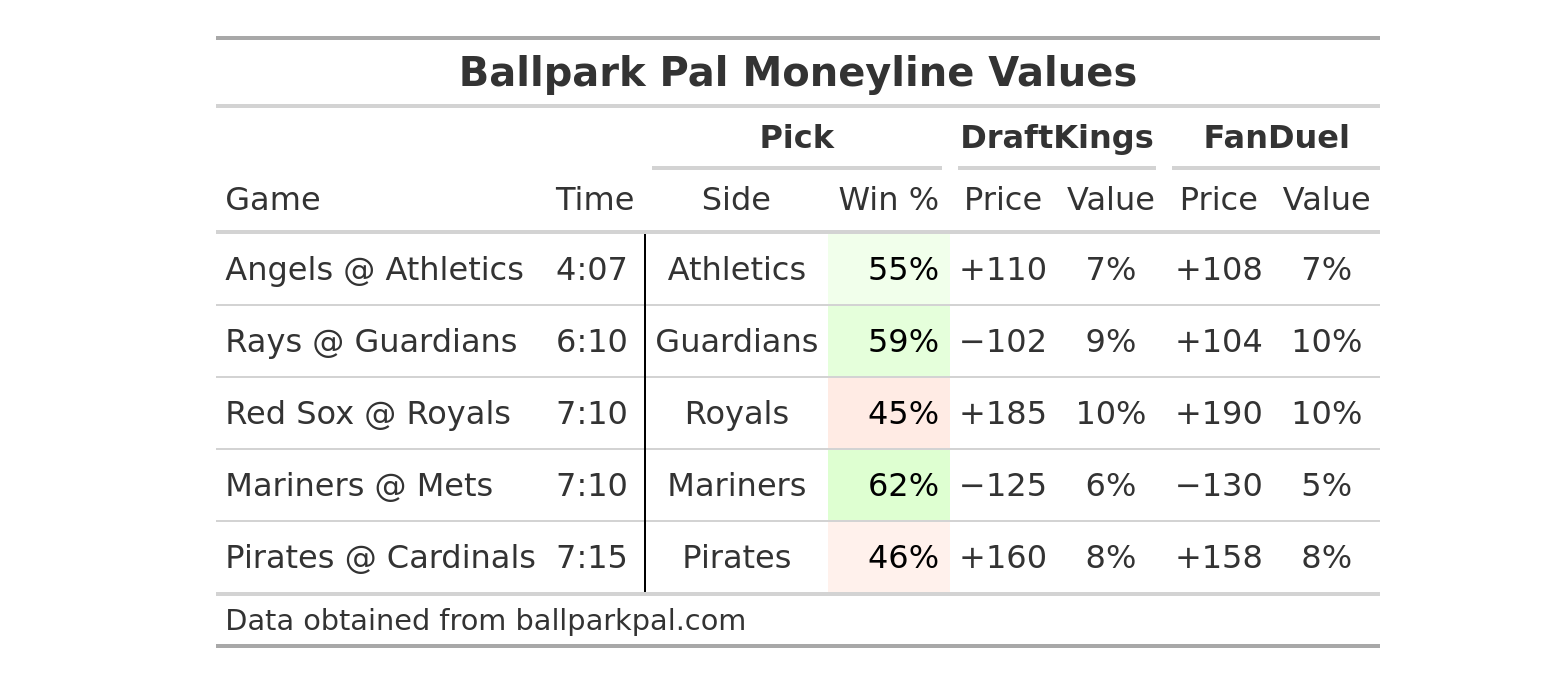 Ballpark Pal Moneyline Values
Pick DraftKings FanDuel
Game Time Side Win % Price Value Price Value
Angels @ Athletics 4:07 Athletics 55% +110 7% +108 7%
Rays @ Guardians 6:10 Guardians 59% −102 9% +104 10%
Red Sox @ Royals 7:10 Royals 45% +185 10% +190 10%
Mariners @ Mets 7:10 Mariners 62% −125 6% −130 5%
Pirates @ Cardinals 7:15 Pirates 46% +160 8% +158 8%
Data obtained from ballparkpal.com